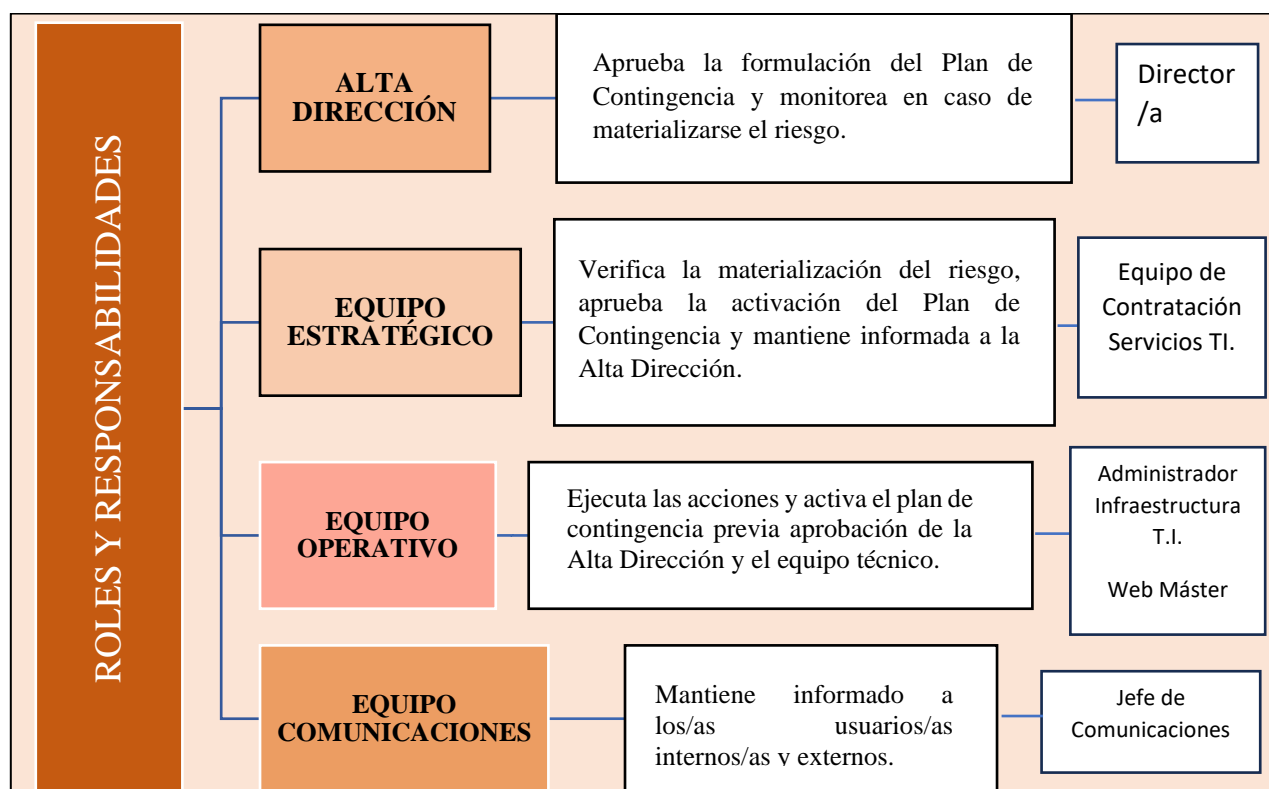 ROLES Y RESPONSABILIDADES
ALTA
DIRECCIÓN
Aprueba la formulación del Plan de
Contingencia y monitorea en caso de
materializarse el riesgo.
Director
/a
EQUIPO
ESTRATÉGICO
Verifica la materialización del riesgo,
aprueba la activación del Plan de
Contingencia y mantiene informada a la
Alta Dirección.
Equipo de
Contratación
Servicios TI.
EQUIPO
OPERATIVO
Ejecuta las acciones y activa el plan de
contingencia previa aprobación de la
Alta Dirección y el equipo técnico.
Administrador
Infraestructura
T.I.
Web Máster
EQUIPO
COMUNICACIONES
Mantiene informado a
los/as usuarios/as
internos/as y externos.
Jefe de
Comunicaciones